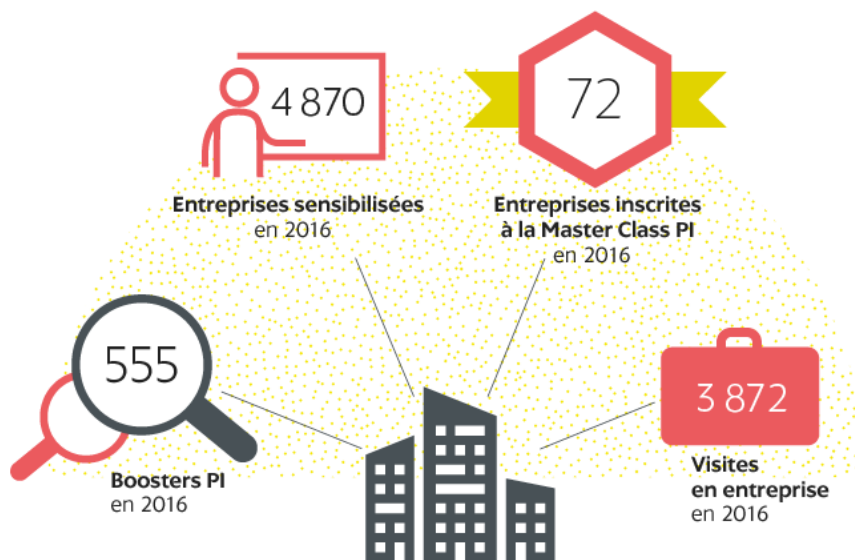 4 870
Entreprises sensibilisées
en 2016
72
Entreprises inscrites
à la Master Class PI
en 2016
555
Boosters PI
en 2016
3 872
Visites
en entreprise
en 2016